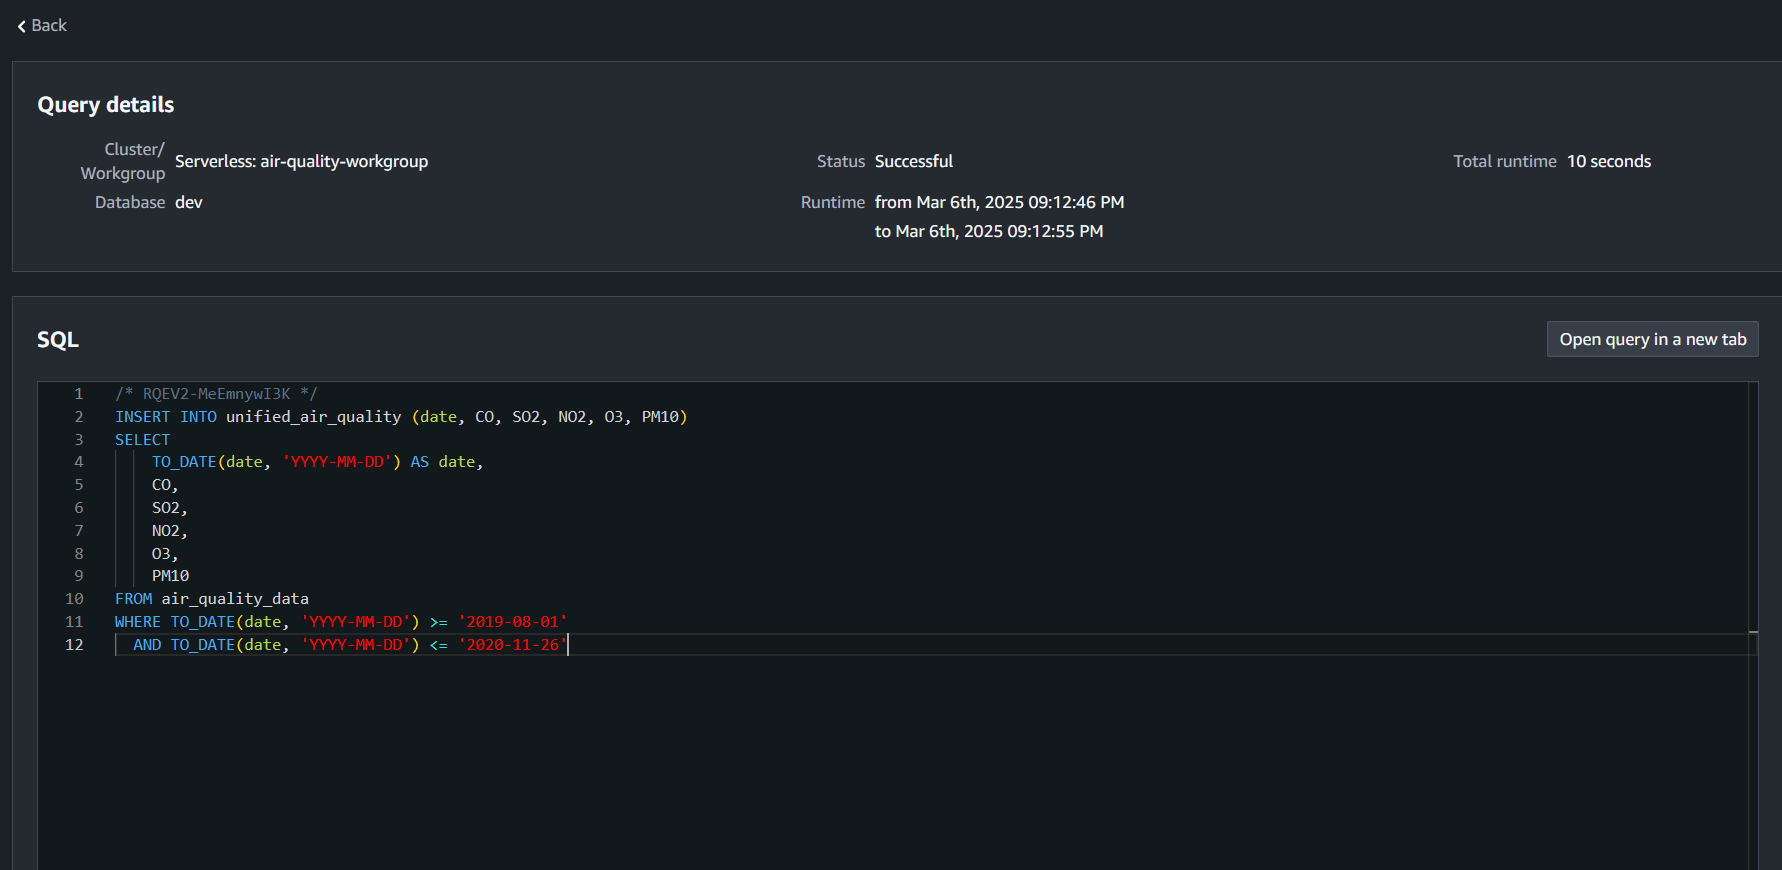 Back
Query details
Cluster/
Workgroup
Serverless: air-quality-workgroup
Status Successful
Total runtime 10 seconds
Database dev
Runtime from Mar 6th, 2025 09:12:46 PM
to Mar 6th, 2025 09:12:55 PM
SQL
Open query in a new tab
1 /* RQEV2-MeEmnywI3K */
2 INSERT INTO unified_air_quality (date, CO, SO2, NO2, O3, PM10)
3 SELECT
4 TO_DATE(date, 'YYYY-MM-DD') AS date,
5 CO,
6 SO2,
7 NO2,
8 O3,
9 PM10
10 FROM air_quality_data
11 WHERE TO_DATE(date, 'YYYY-MM-DD') >= '2019-08-01'
12 AND TO_DATE(date, 'YYYY-MM-DD') <= '2020-11-26'